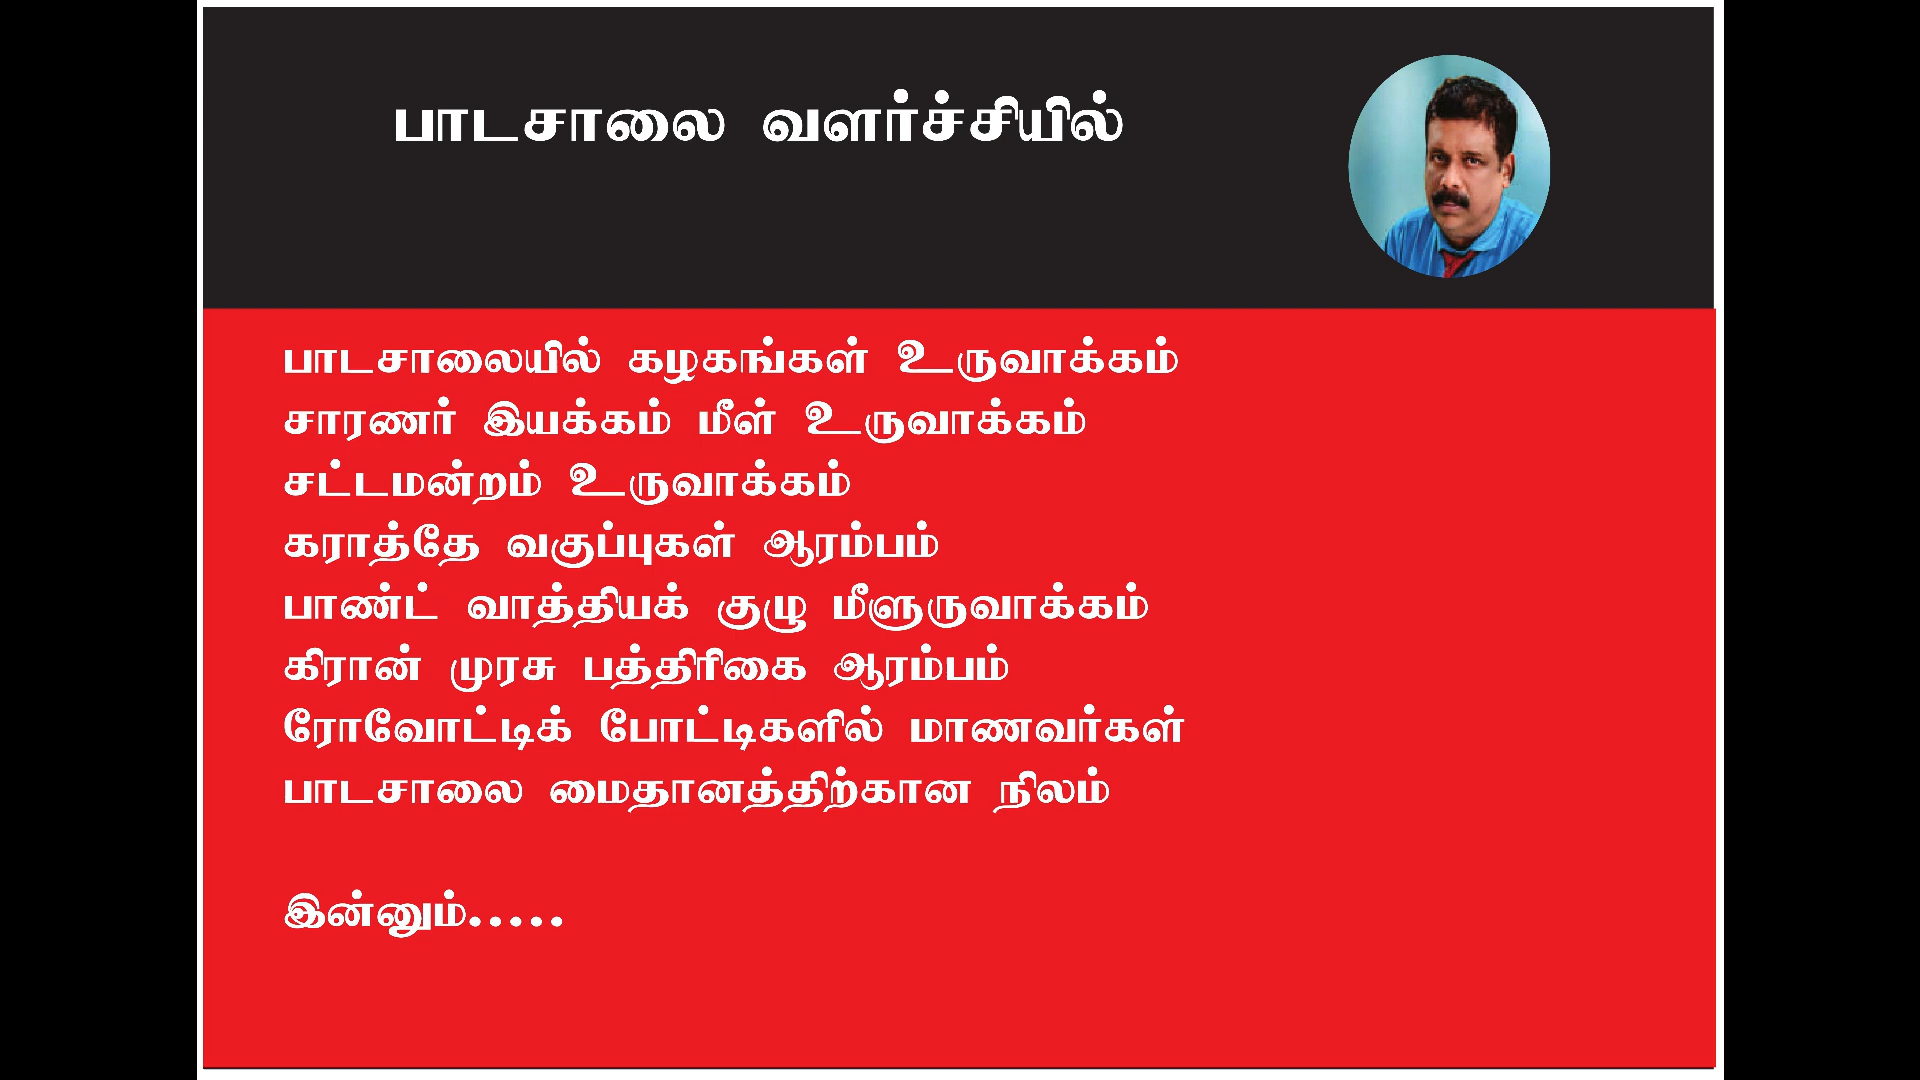 பாடசாலை வளர்ச்சியில்
பாடசாலையில் கழகங்கள் உருவாக்கம்
சாரணர் இயக்கம் மீள் உருவாக்கம்
சட்டமன்றம் உருவாக்கம்
கராத்தே வகுப்புகள் ஆரம்பம்
பாண்ட் வாத்தியக் குழு மீளுருவாக்கம்
கிரான் முரசு பத்திரிகை ஆரம்பம்
ரோவோட்டிக் போட்டிகளில் மாணவர்கள்
பாடசாலை மைதானத்திற்கான நிலம்
இன்னும்.....